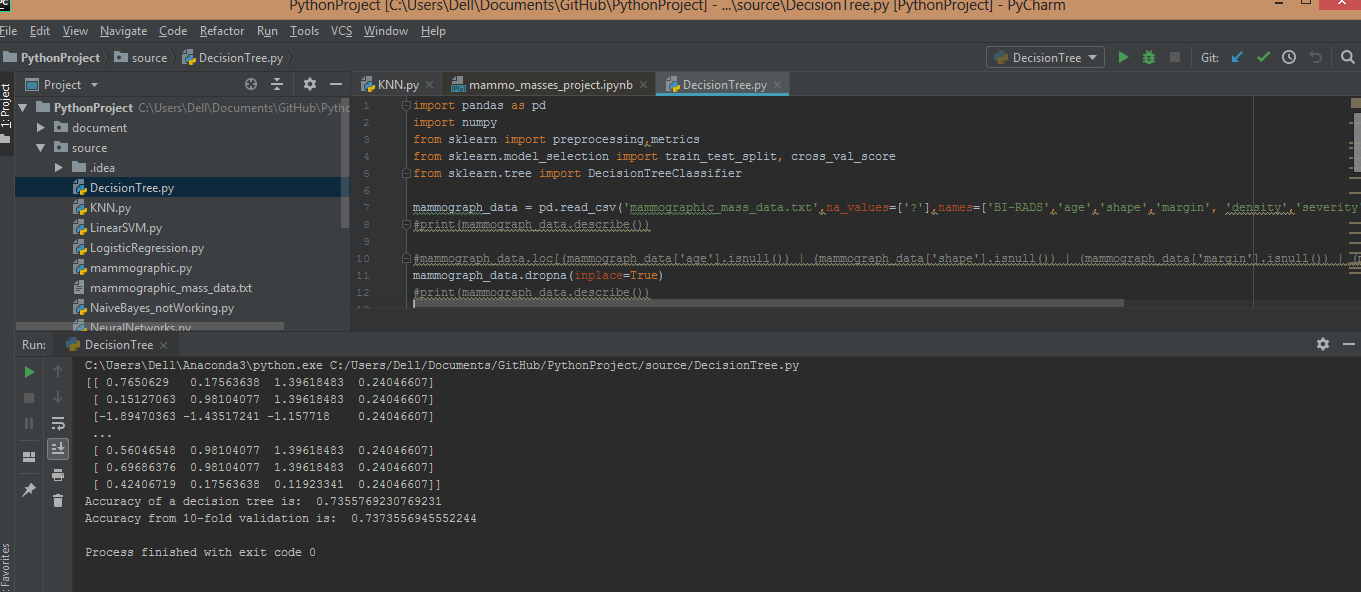 PythonProject [C:\Users\Dell\Documents\GitHub\PythonProject] - ...\source\DecisionTree.py [PythonProject] - PyCharm
File Edit View Navigate Code Refactor Run Tools VCS Window Help
PythonProject source DecisionTree.py DecisionTree Git:
1: Project
Project
KNN.py mammo_masses_project.ipynb DecisionTree.py
PythonProject C:\Users\Dell\Documents\GitHub\Pytho
document
source
.idea
DecisionTree.py
KNN.py
LinearSVM.py
LogisticRegression.py
mammographic.py
mammographic_mass_data.txt
NaiveBayes_notWorking.py
NeuralNetworks.py
1 import pandas as pd
2 import numpy
3 from sklearn import preprocessing,metrics
4 from sklearn.model_selection import train_test_split, cross_val_score
5 from sklearn.tree import DecisionTreeClassifier
6
7 mammograph_data = pd.read_csv('mammographic_mass_data.txt',na_values=['?'],names=['BI-RADS','age','shape','margin', 'density','severity'
8 #print(mammograph_data.describe())
9
10 #mammograph_data.loc[(mammograph_data['age'].isnull()) | (mammograph_data['shape'].isnull()) | (mammograph_data['margin'].isnull()) |
11 mammograph_data.dropna(inplace=True)
12 #print(mammograph_data.describe())
Run: DecisionTree
C:\Users\Dell\Anaconda3\python.exe C:/Users/Dell/Documents/GitHub/PythonProject/source/DecisionTree.py
[[ 0.7650629   0.17563638  1.39618483  0.24046607]
 [ 0.15127063  0.98104077  1.39618483  0.24046607]
 [-1.89470363 -1.43517241 -1.157718    0.24046607]
 ...
 [ 0.56046548  0.98104077  1.39618483  0.24046607]
 [ 0.69686376  0.98104077  1.39618483  0.24046607]
 [ 0.42406719  0.17563638  0.11923341  0.24046607]]
Accuracy of a decision tree is:  0.7355769230769231
Accuracy from 10-fold validation is:  0.7373556945552244
Process finished with exit code 0
Favorites